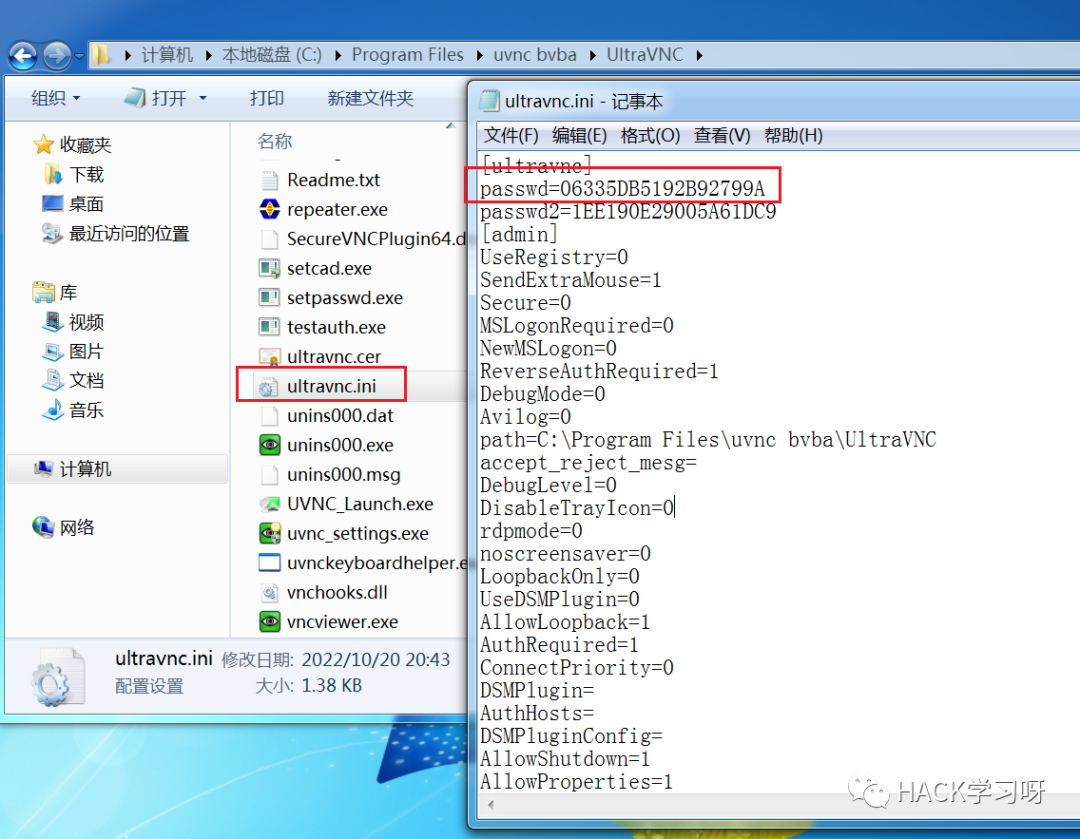 计算机 本地磁盘 (C:) Program Files uvnc bvba UltraVNC
组织 打开 打印 新建文件夹
收藏夹
下载
桌面
最近访问的位置
库
视频
图片
文档
音乐
计算机
网络
名称
Readme.txt
repeater.exe
SecureVNCPlugin64.d
setcad.exe
setpasswd.exe
testauth.exe
ultravnc.cer
ultravnc.ini
unins000.dat
unins000.exe
unins000.msg
UVNC_Launch.exe
uvnc_settings.exe
uvnckeyboardhelper.e
vnchooks.dll
vncviewer.exe
ultravnc.ini 修改日期: 2022/10/20 20:43
配置设置 大小: 1.38 KB
ultravnc.ini - 记事本
文件(F) 编辑(E) 格式(O) 查看(V) 帮助(H)
[ultravnc]
passwd=06335DB5192B92799A
passwd2=1EE190E29005A61DC9
[admin]
UseRegistry=0
SendExtraMouse=1
Secure=0
MSLogonRequired=0
NewMSLogon=0
ReverseAuthRequired=1
DebugMode=0
Avilog=0
path=C:\Program Files\uvnc bvba\UltraVNC
accept_reject_mesg=
DebugLevel=0
DisableTrayIcon=0
rdpmode=0
noscreensaver=0
LoopbackOnly=0
UseDSMPlugin=0
AllowLoopback=1
AuthRequired=1
ConnectPriority=0
DSMPlugin=
AuthHosts=
DSMPluginConfig=
AllowShutdown=1
AllowProperties=1
HACK学习呀